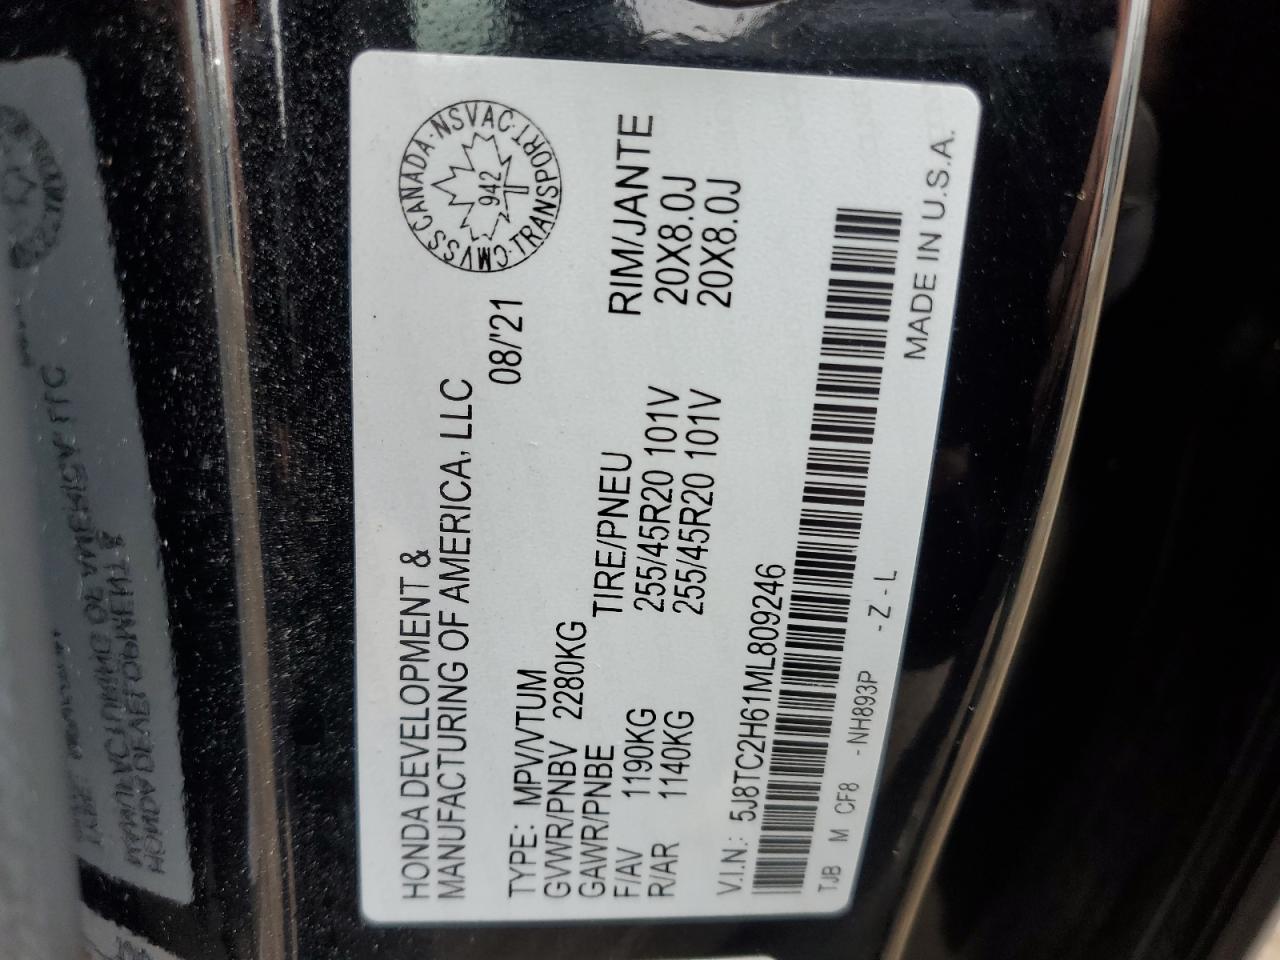 HONDA DEVELOPMENT &
MANUFACTURING OF AMERICA, LLC
CANADA·NSVAC·TRANSPORT·CMVSS
942
08/'21
TYPE: MPV/VTUM
GVWR/PNBV 2280KG
GAWR/PNBE TIRE/PNEU RIM/JANTE
F/AV 1190KG 255/45R20 101V 20X8.0J
R/AR 1140KG 255/45R20 101V 20X8.0J
V.I.N.: 5J8TC2H61ML809246
TJB M CF8 -NH893P -Z-L
MADE IN U.S.A.